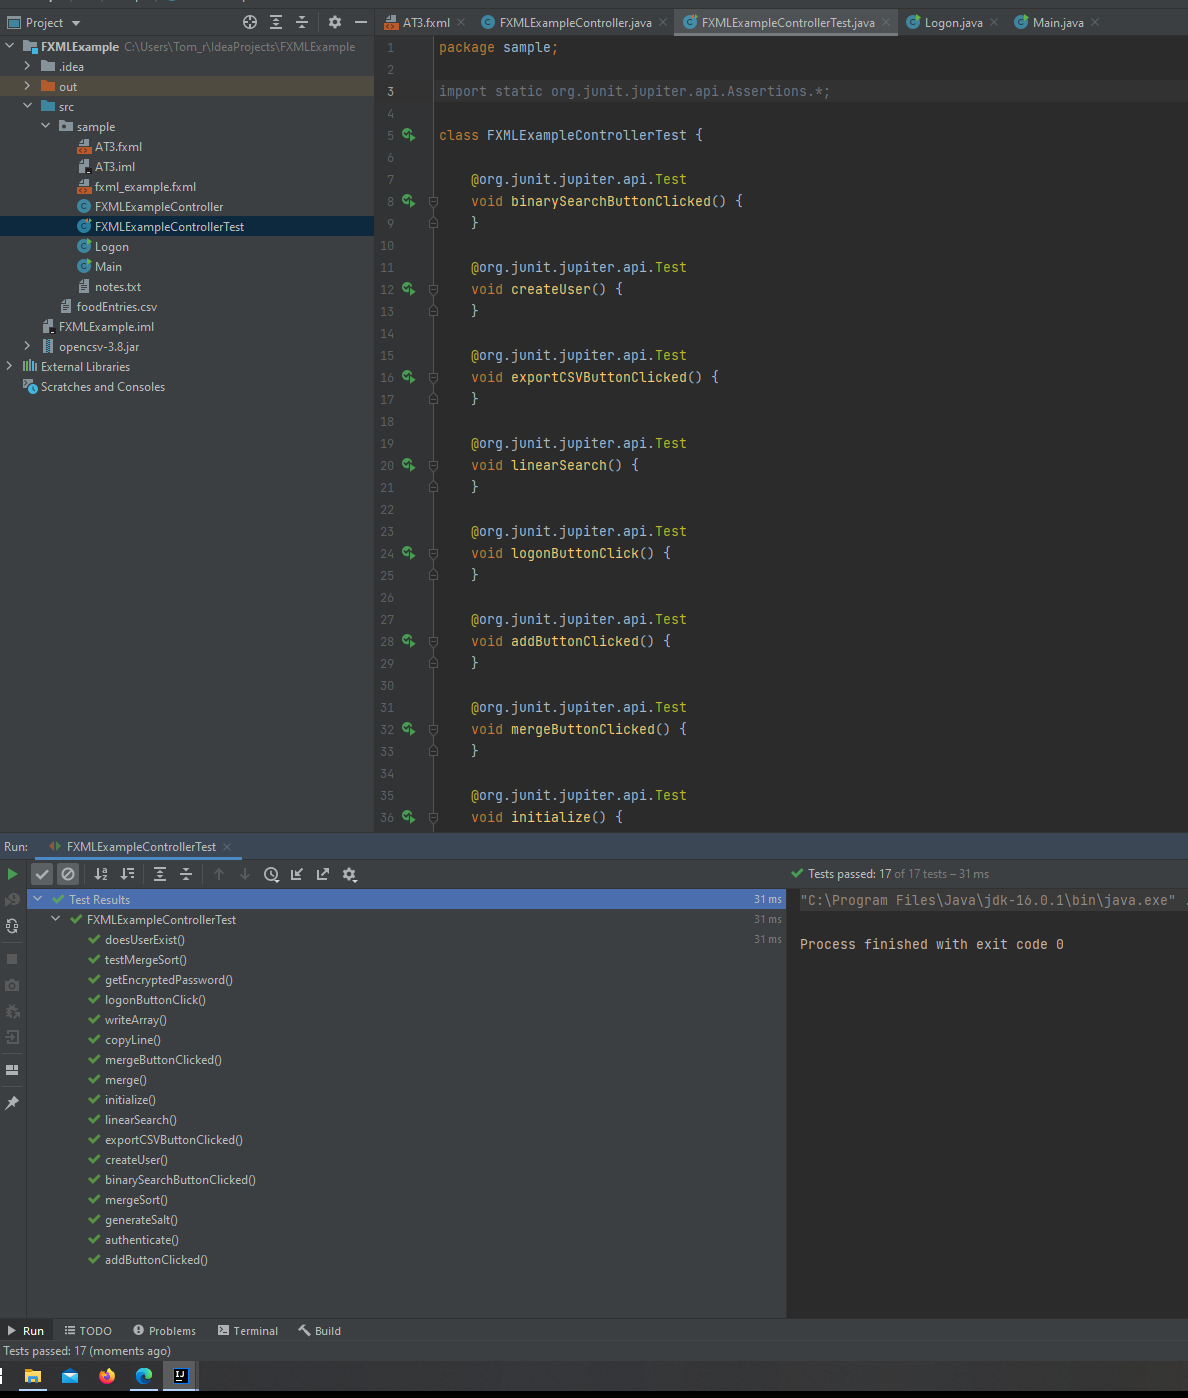 Project
AT3.fxml
FXMLExampleController.java
FXMLExampleControllerTest.java
Logon.java
Main.java
FXMLExample C:\Users\Tom_r\IdeaProjects\FXMLExample
.idea
out
src
sample
AT3.fxml
AT3.iml
fxml_example.fxml
FXMLExampleController
FXMLExampleControllerTest
Logon
Main
notes.txt
foodEntries.csv
FXMLExample.iml
opencsv-3.8.jar
External Libraries
Scratches and Consoles
1 package sample;
2
3 import static org.junit.jupiter.api.Assertions.*;
4
5 class FXMLExampleControllerTest {
6
7 @org.junit.jupiter.api.Test
8 void binarySearchButtonClicked() {
9 }
10
11 @org.junit.jupiter.api.Test
12 void createUser() {
13 }
14
15 @org.junit.jupiter.api.Test
16 void exportCSVButtonClicked() {
17 }
18
19 @org.junit.jupiter.api.Test
20 void linearSearch() {
21 }
22
23 @org.junit.jupiter.api.Test
24 void logonButtonClick() {
25 }
26
27 @org.junit.jupiter.api.Test
28 void addButtonClicked() {
29 }
30
31 @org.junit.jupiter.api.Test
32 void mergeButtonClicked() {
33 }
34
35 @org.junit.jupiter.api.Test
36 void initialize() {
Run: FXMLExampleControllerTest
Tests passed: 17 of 17 tests – 31 ms
Test Results 31 ms
FXMLExampleControllerTest 31 ms
doesUserExist() 31 ms
testMergeSort()
getEncryptedPassword()
logonButtonClick()
writeArray()
copyLine()
mergeButtonClicked()
merge()
initialize()
linearSearch()
exportCSVButtonClicked()
createUser()
binarySearchButtonClicked()
mergeSort()
generateSalt()
authenticate()
addButtonClicked()
"C:\Program Files\Java\jdk-16.0.1\bin\java.exe" .
Process finished with exit code 0
Run
TODO
Problems
Terminal
Build
Tests passed: 17 (moments ago)